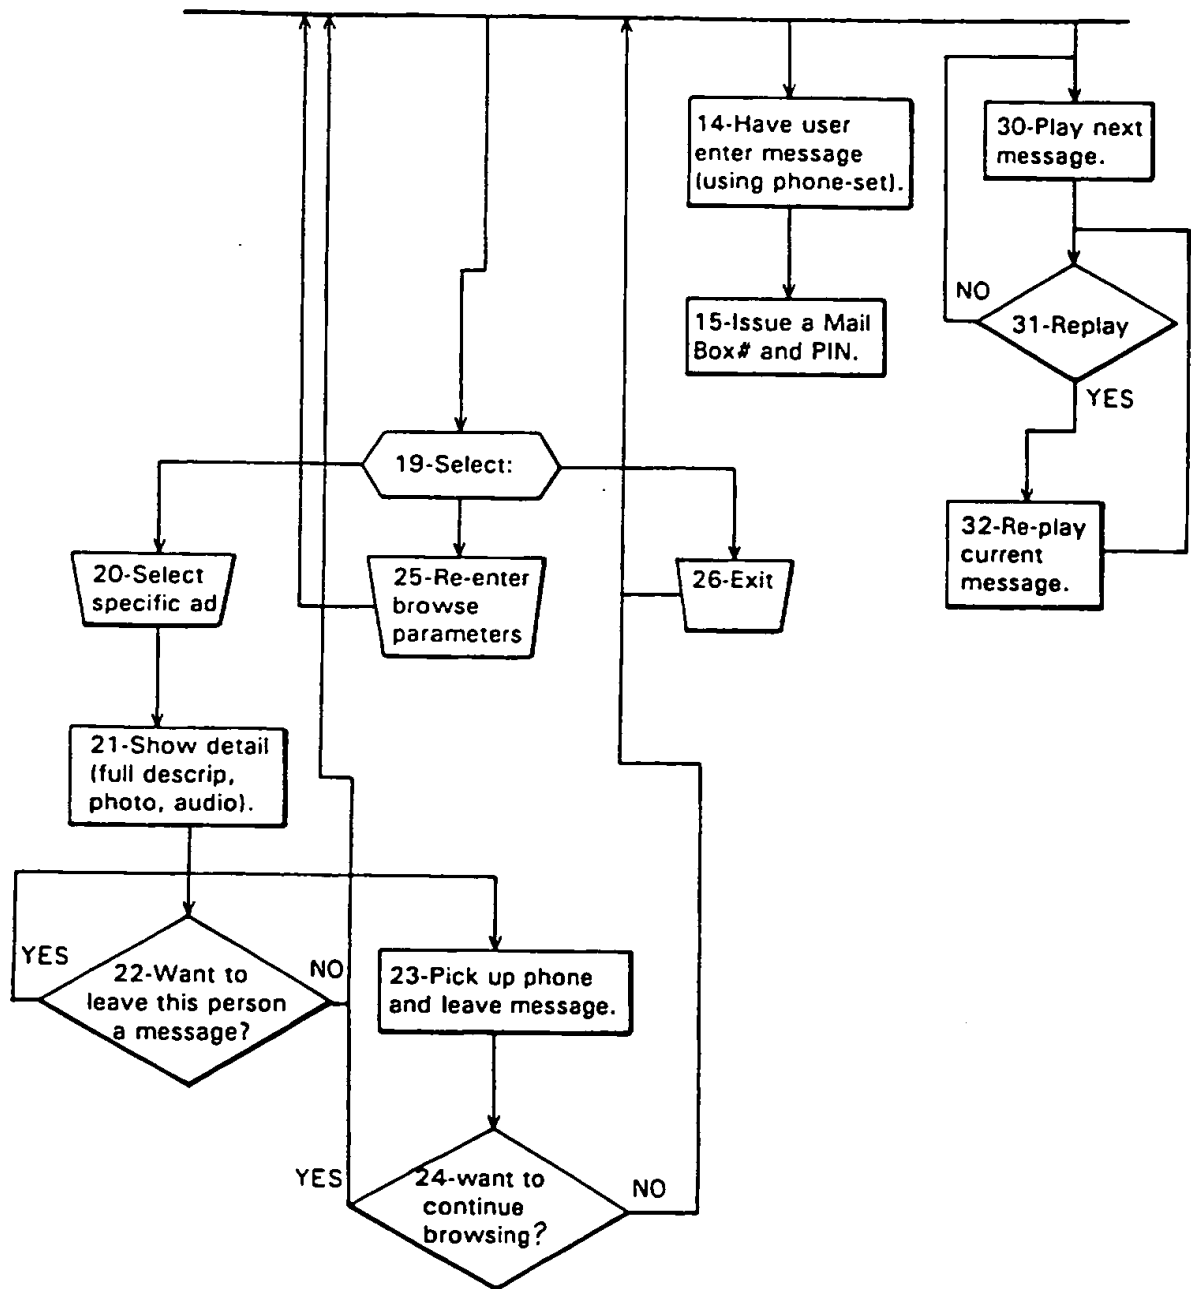 14-Have user
enter message
(using phone-set).
30-Play next
message.
15-Issue a Mail
Box# and PIN.
NO
31-Replay
YES
19-Select:
32-Re-play
current
message.
20-Select
specific ad
25-Re-enter
browse
parameters
26-Exit
21-Show detail
(full descrip,
photo, audio).
YES
22-Want to
leave this person
a message?
NO
23-Pick up phone
and leave message.
YES
24-want to
continue
browsing?
NO